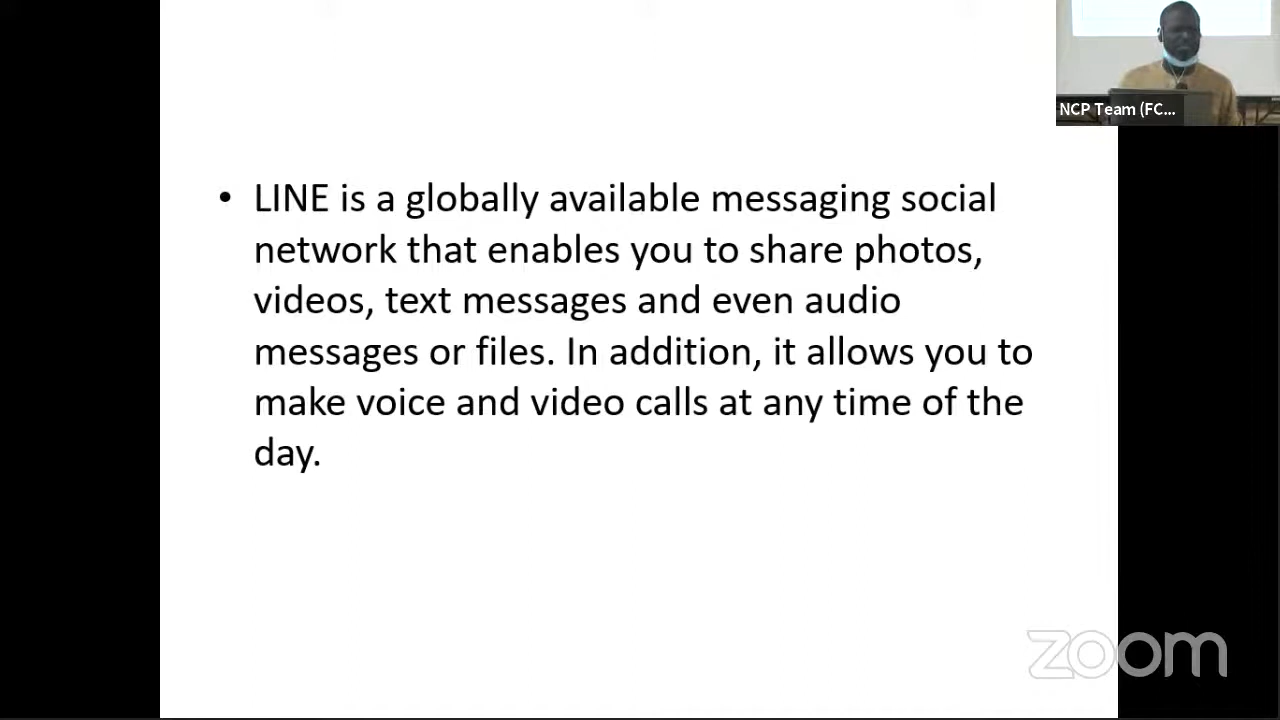 NCP Team (FC...
• LINE is a globally available messaging social
network that enables you to share photos,
videos, text messages and even audio
messages or files. In addition, it allows you to
make voice and video calls at any time of the
day.
zoom